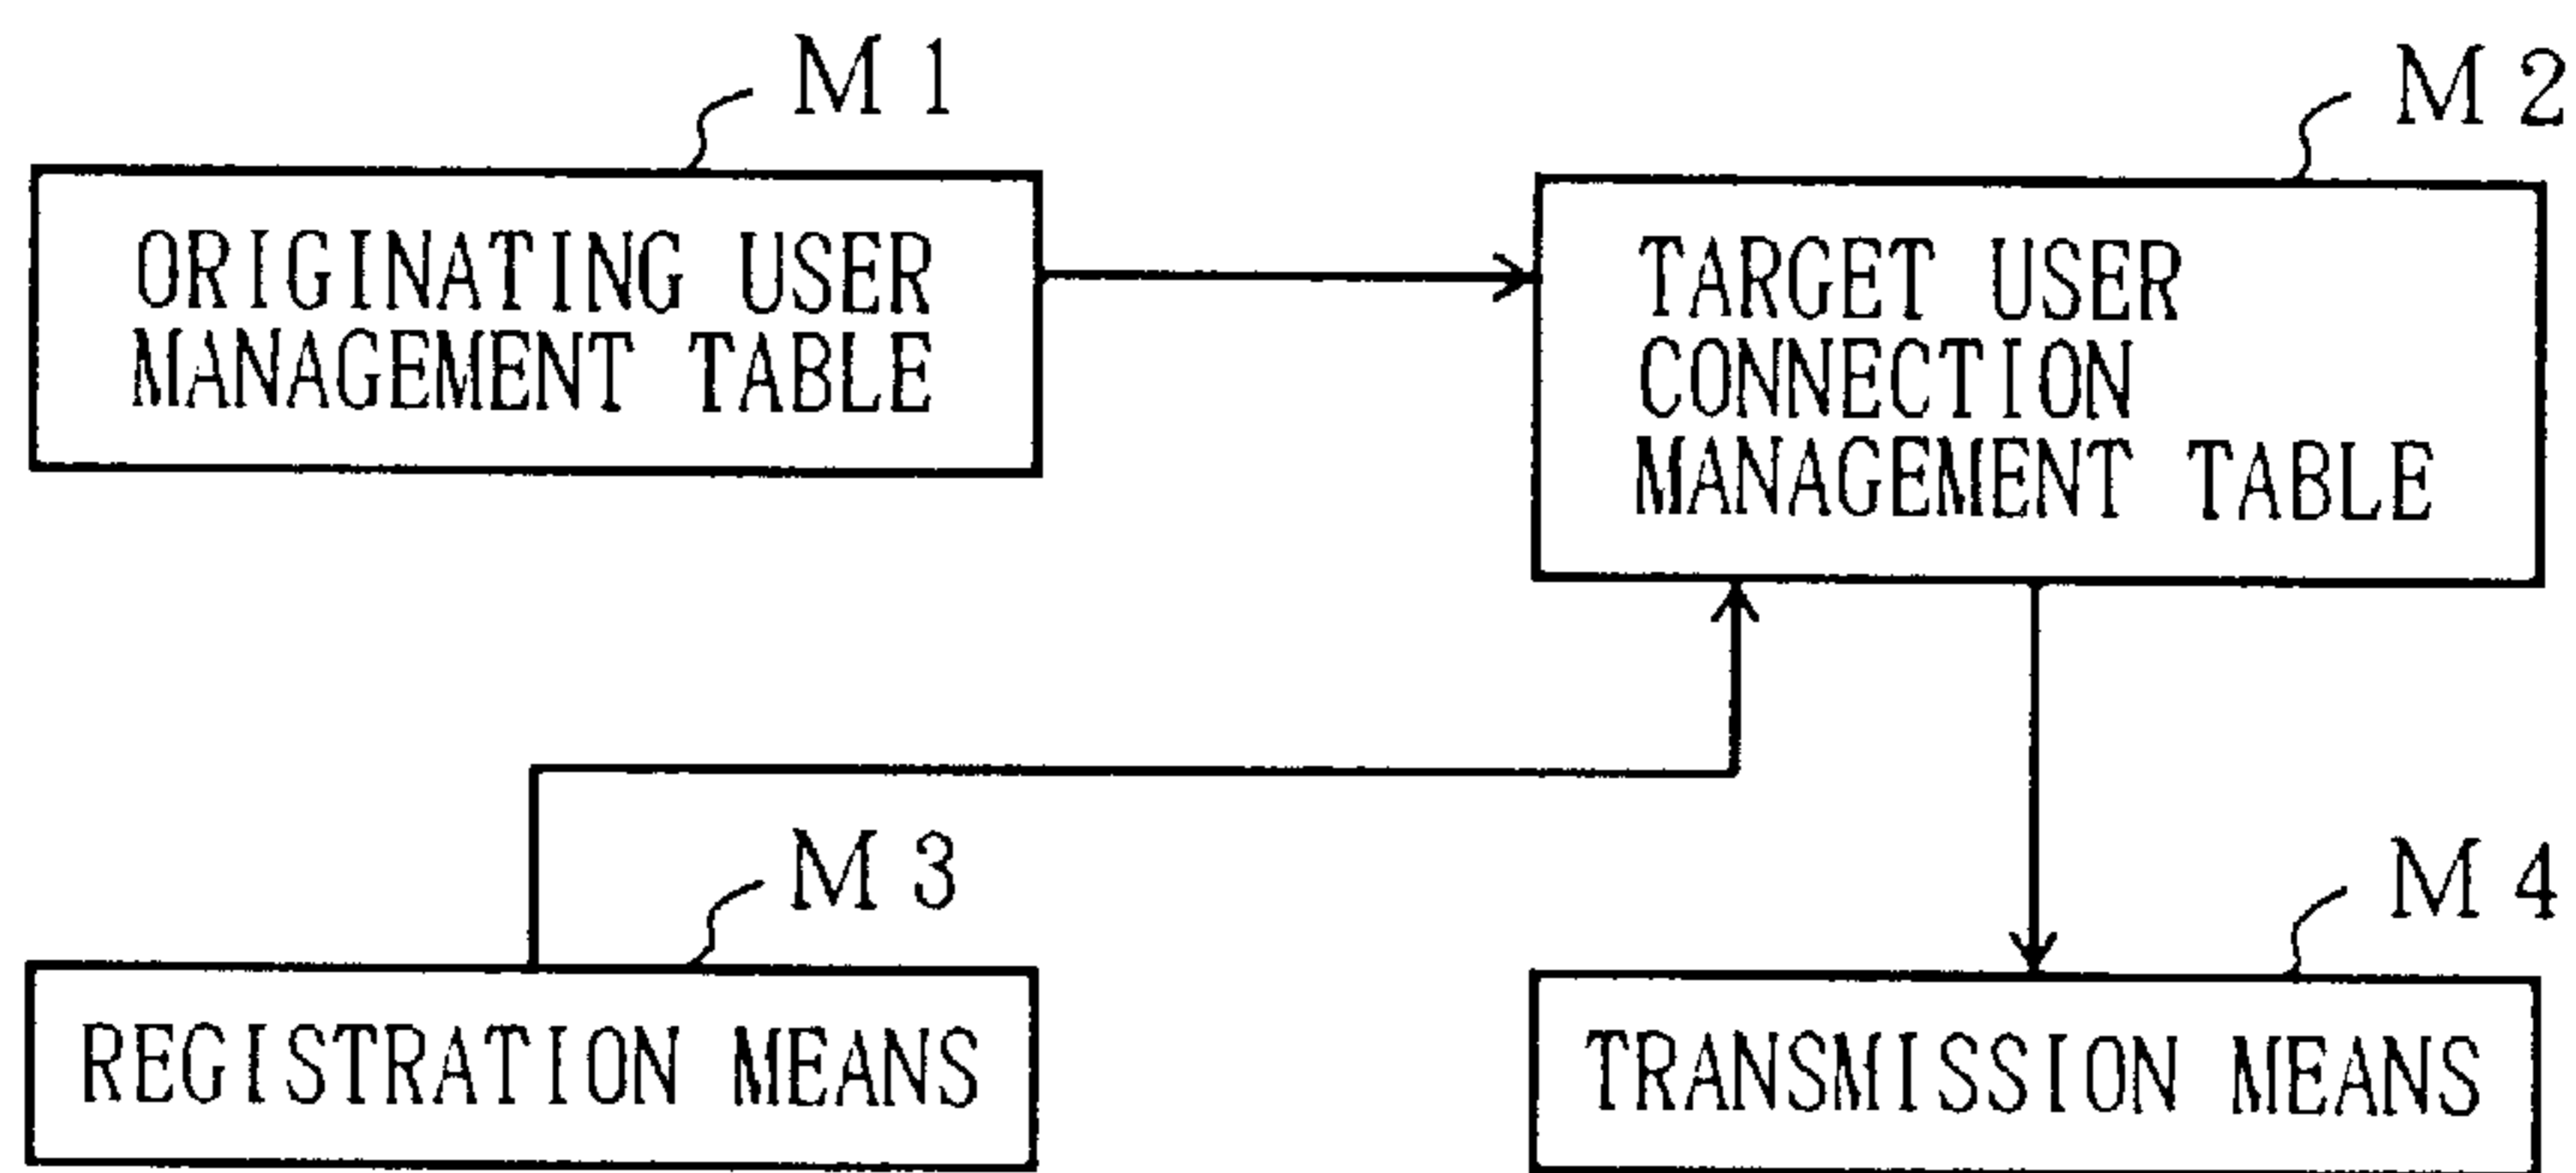 M1
M2
ORIGINATING USER
MANAGEMENT TABLE
TARGET USER
CONNECTION
MANAGEMENT TABLE
M3
M4
REGISTRATION MEANS
TRANSMISSION MEANS